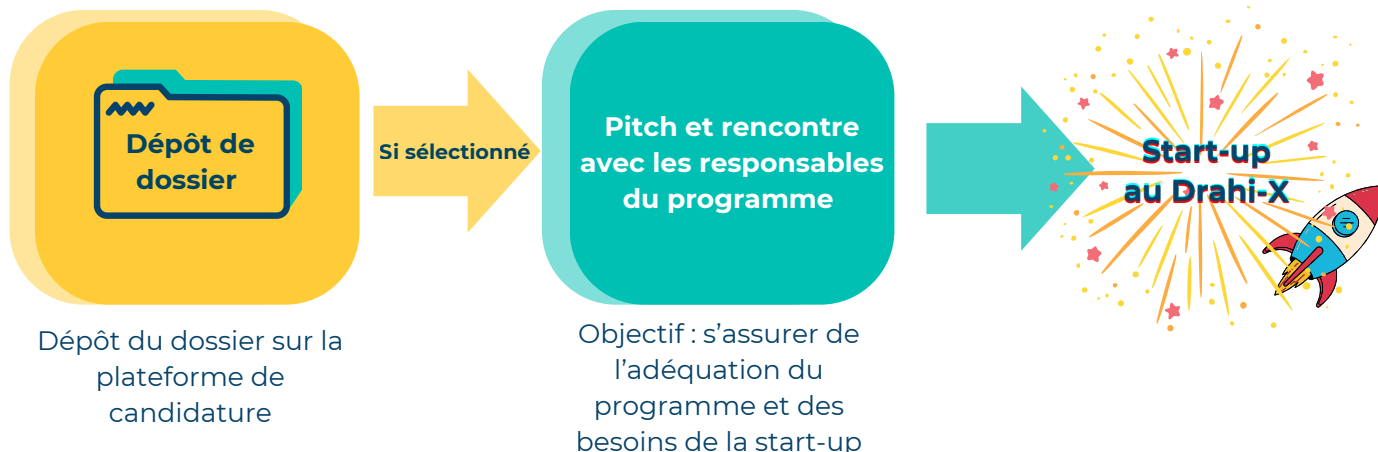 Dépôt de
dossier
Si sélectionné
Pitch et rencontre
avec les responsables
du programme
Start-up
au Drahi-X
Dépôt du dossier sur la
plateforme de
candidature
Objectif : s’assurer de
l’adéquation du
programme et des
besoins de la start-up